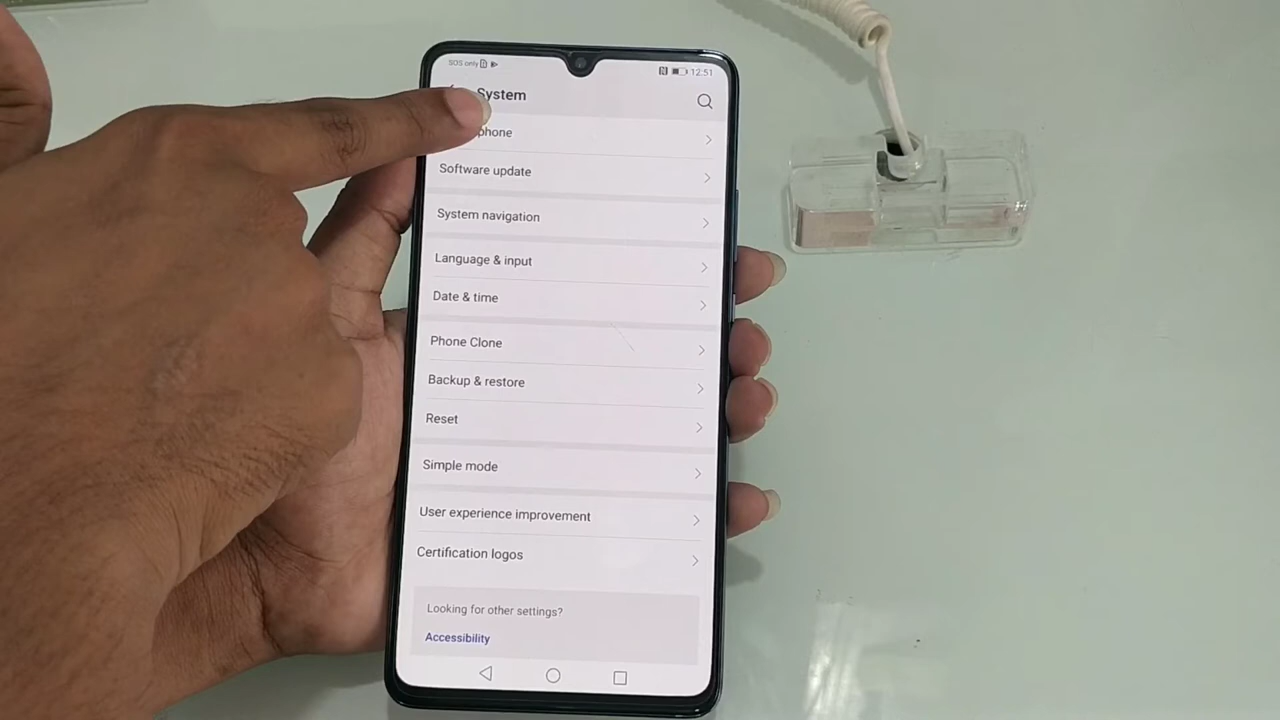 SOS only
12:51
System
phone
Software update
System navigation
Language & input
Date & time
Phone Clone
Backup & restore
Reset
Simple mode
User experience improvement
Certification logos
Looking for other settings?
Accessibility